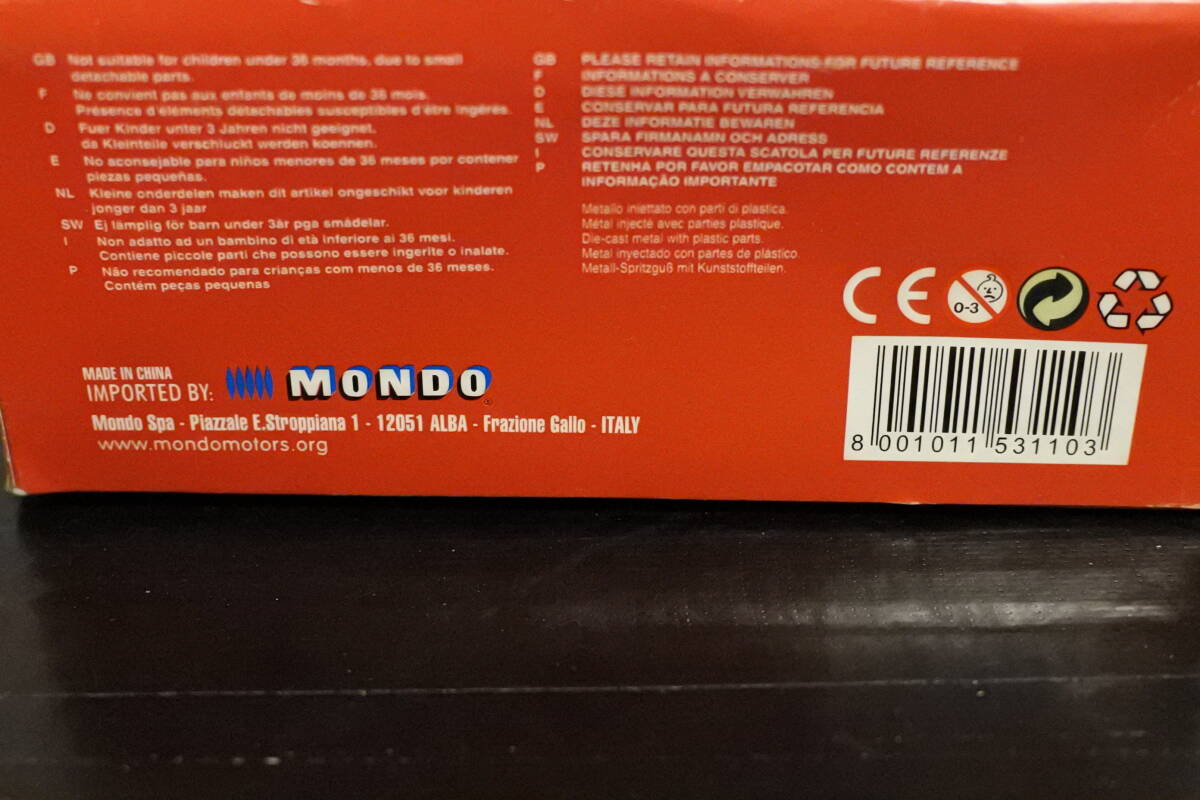 GB Not suitable for children under 36 months, due to small
detachable parts.
F Ne convient pas aux enfants de moins de 36 mois.
Présence d'éléments détachables susceptibles d'être ingérés.
D Fuer Kinder unter 3 Jahren nicht geeignet,
da Kleinteile verschluckt werden koennen.
E No aconsejable para niños menores de 36 meses por contener
piezas pequeñas.
NL Kleine onderdelen maken dit artikel ongeschikt voor kinderen
jonger dan 3 jaar
SW Ej lämplig för barn under 3år pga smådelar.
I Non adatto ad un bambino di età inferiore ai 36 mesi.
Contiene piccole parti che possono essere ingerite o inalate.
P Não recomendado para crianças com menos de 36 meses.
Contém peças pequenas
GB PLEASE RETAIN INFORMATIONS FOR FUTURE REFERENCE
F INFORMATIONS A CONSERVER
D DIESE INFORMATION VERWAHREN
E CONSERVAR PARA FUTURA REFERENCIA
NL DEZE INFORMATIE BEWAREN
SW SPARA FIRMANAMN OCH ADRESS
I CONSERVARE QUESTA SCATOLA PER FUTURE REFERENZE
P RETENHA POR FAVOR EMPACOTAR COMO CONTEM A
INFORMAÇÃO IMPORTANTE
Metallo iniettato con parti di plastica.
Métal injecté avec parties plastique.
Die-cast metal with plastic parts.
Metal inyectado con partes de plástico.
Metall-Spritzguß mit Kunststoffteilen.
CE 0-3
MADE IN CHINA
IMPORTED BY: MONDO®
Mondo Spa - Piazzale E.Stroppiana 1 - 12051 ALBA - Frazione Gallo - ITALY
www.mondomotors.org
8 001011 531103